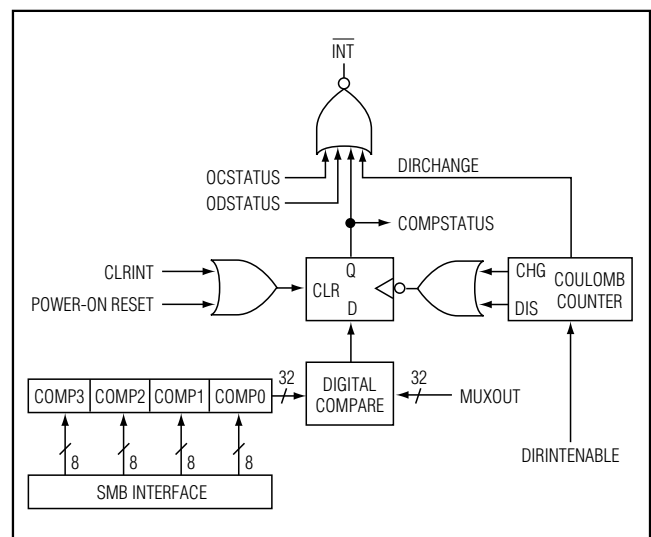 INT
OCSTATUS
DIRCHANGE
ODSTATUS
COMPSTATUS
CLRINT
POWER-ON RESET
Q
CLR
D
CHG
DIS
COULOMB
COUNTER
COMP3 COMP2 COMP1 COMP0
32
DIGITAL
COMPARE
32
MUXOUT
8 8 8 8
DIRINTENABLE
SMB INTERFACE